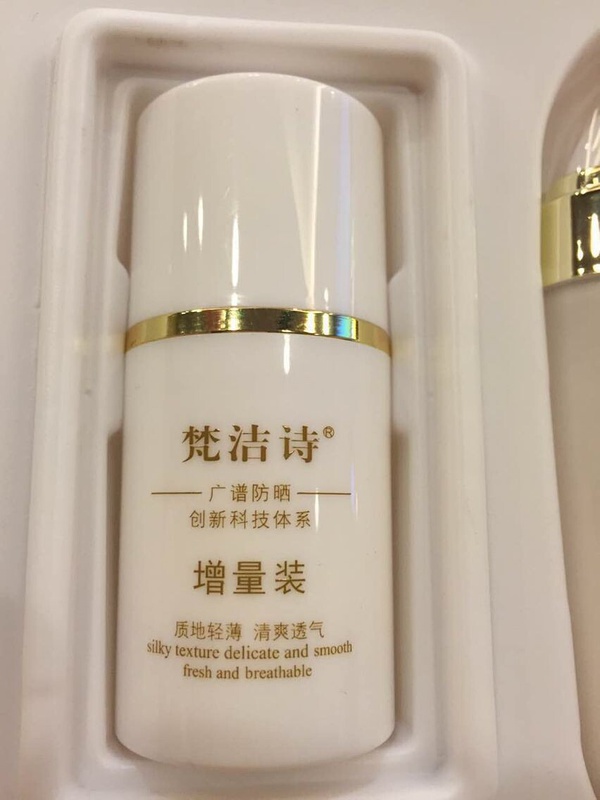 梵洁诗®
广谱防晒
创新科技体系
增量装
质地轻薄 清爽透气
silky texture delicate and smooth
fresh and breathable